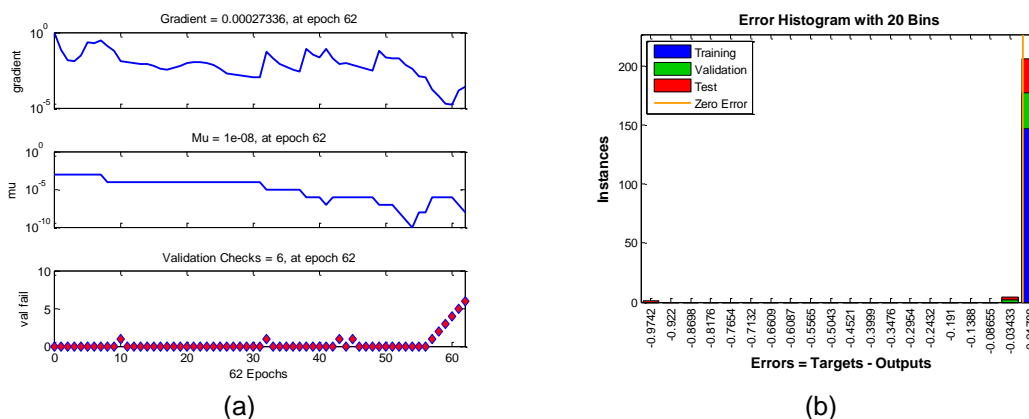 Gradient = 0.00027336, at epoch 62
10^0
10^-5
gradient
Mu = 1e-08, at epoch 62
10^0
10^-5
10^-10
mu
Validation Checks = 6, at epoch 62
10
5
0
val fail
0 10 20 30 40 50 60
62 Epochs
(a)
Error Histogram with 20 Bins
Training
Validation
Test
Zero Error
200
150
100
50
0
Instances
-0.9742
-0.922
-0.8698
-0.8176
-0.7654
-0.7132
-0.6609
-0.6087
-0.5565
-0.5043
-0.4521
-0.3999
-0.3476
-0.2954
-0.2432
-0.191
-0.1388
-0.08655
-0.03433
Errors = Targets - Outputs
(b)